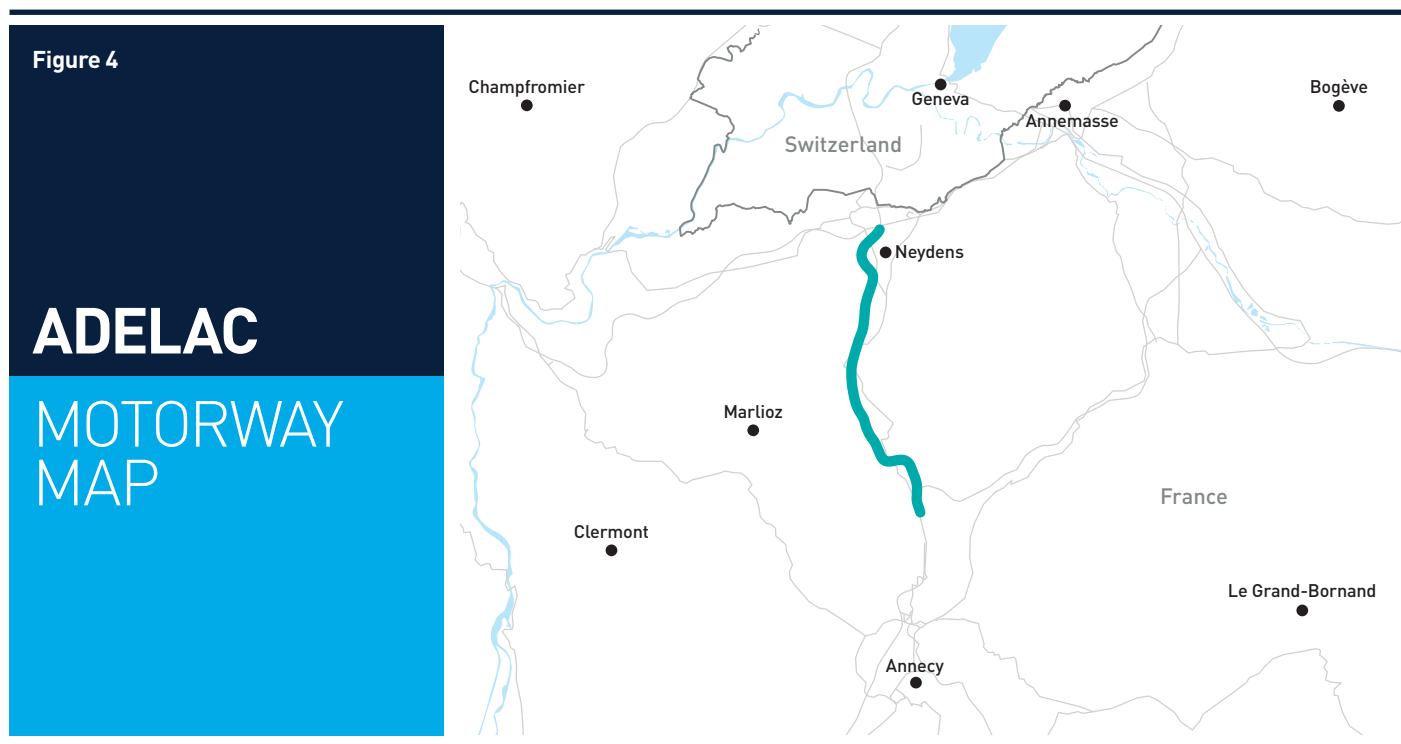 Figure 4
ADELAC
MOTORWAY
MAP
Champfromier
Geneva
Annemasse
Bogève
Switzerland
Neydens
Marlioz
France
Clermont
Le Grand-Bornand
Annecy